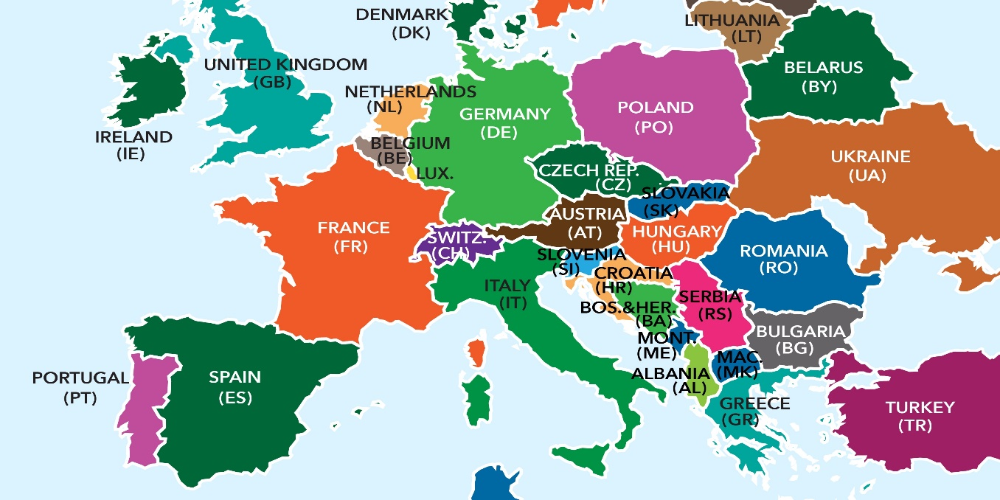 DENMARK
(DK)
LITHUANIA
(LT)
UNITED KINGDOM
(GB)
BELARUS
(BY)
NETHERLANDS
(NL)
GERMANY
(DE)
POLAND
(PO)
IRELAND
(IE)
BELGIUM
(BE)
LUX.
UKRAINE
(UA)
CZECH REP.
(CZ)
SLOVAKIA
(SK)
FRANCE
(FR)
SWITZ.
(CH)
AUSTRIA
(AT)
HUNGARY
(HU)
ROMANIA
(RO)
SLOVENIA
(SI)
CROATIA
(HR)
ITALY
(IT)
BOS.&HER.
(BA)
SERBIA
(RS)
MONT.
(ME)
BULGARIA
(BG)
MAC.
(MK)
ALBANIA
(AL)
PORTUGAL
(PT)
SPAIN
(ES)
GREECE
(GR)
TURKEY
(TR)